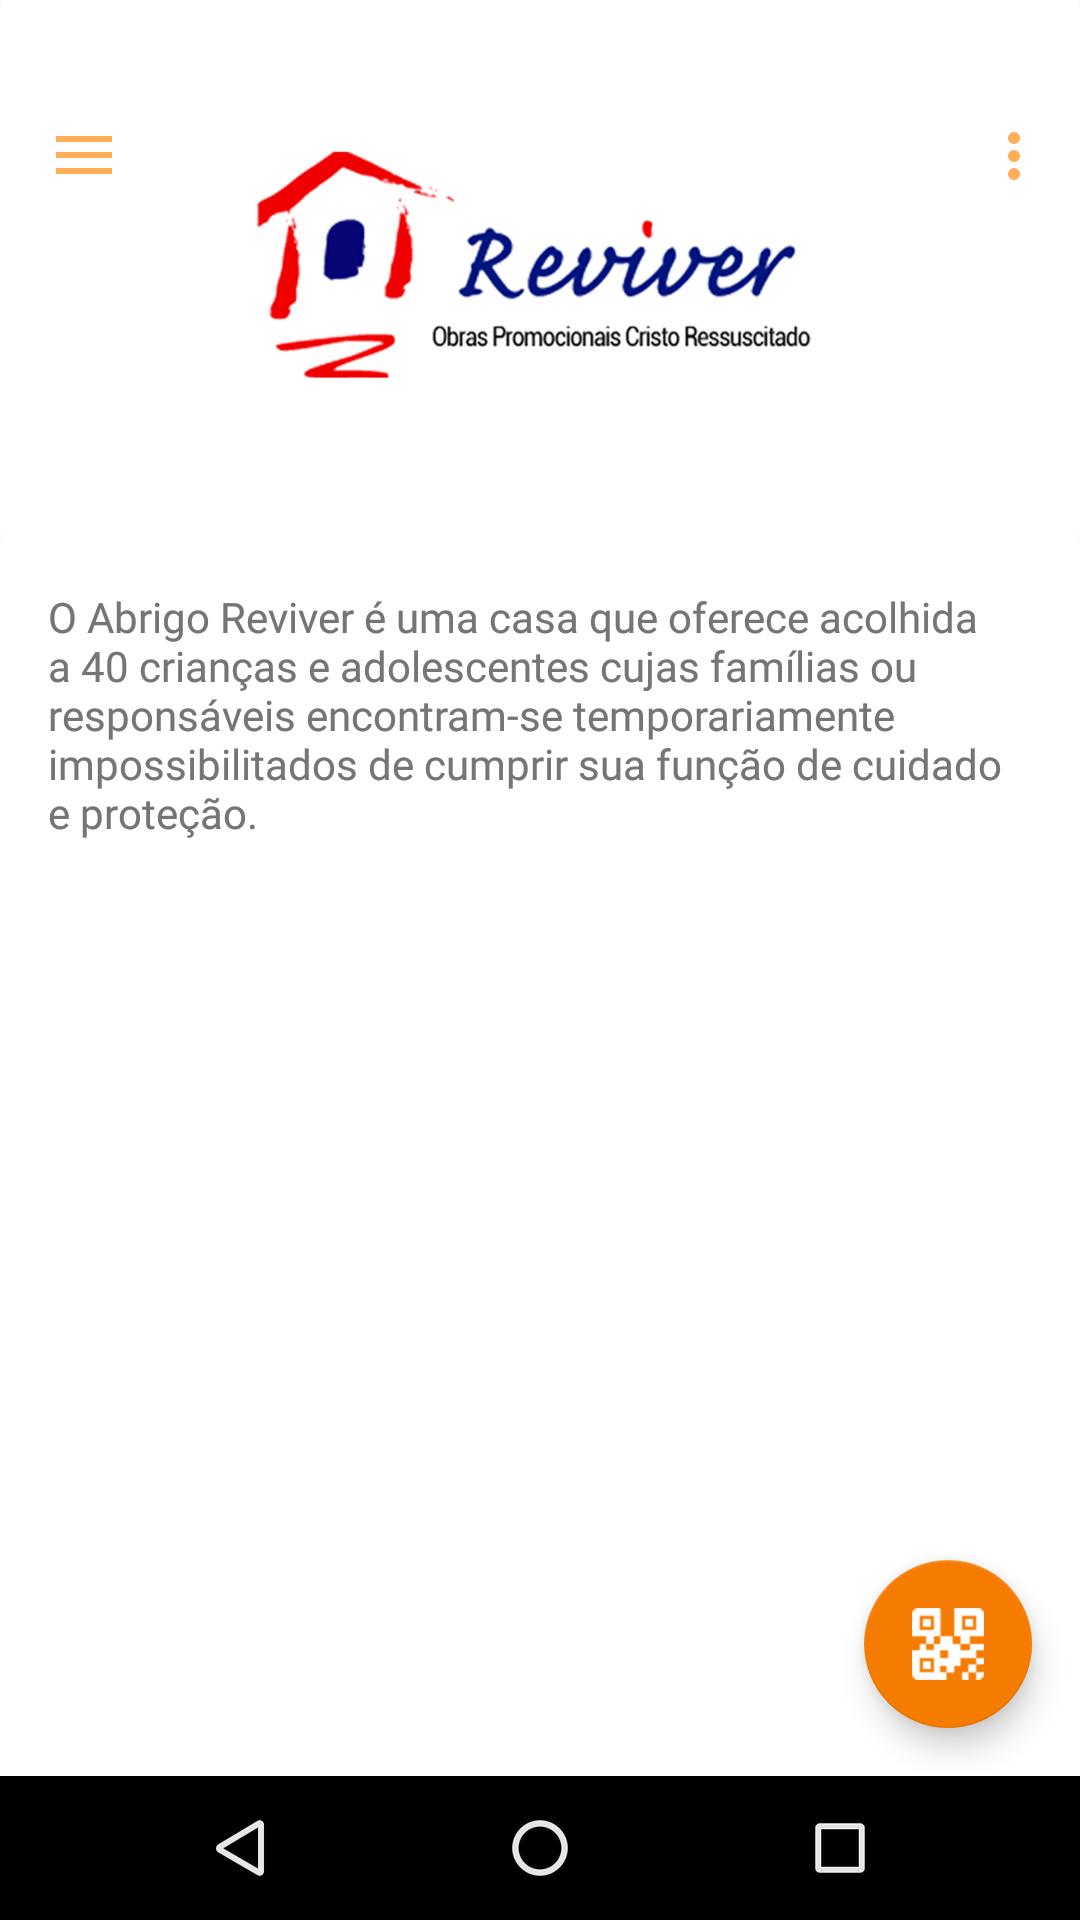 Reviver
Obras Promocionais Cristo Ressuscitado
O Abrigo Reviver é uma casa que oferece acolhida
a 40 crianças e adolescentes cujas famílias ou
responsáveis encontram-se temporariamente
impossibilitados de cumprir sua função de cuidado
e proteção.